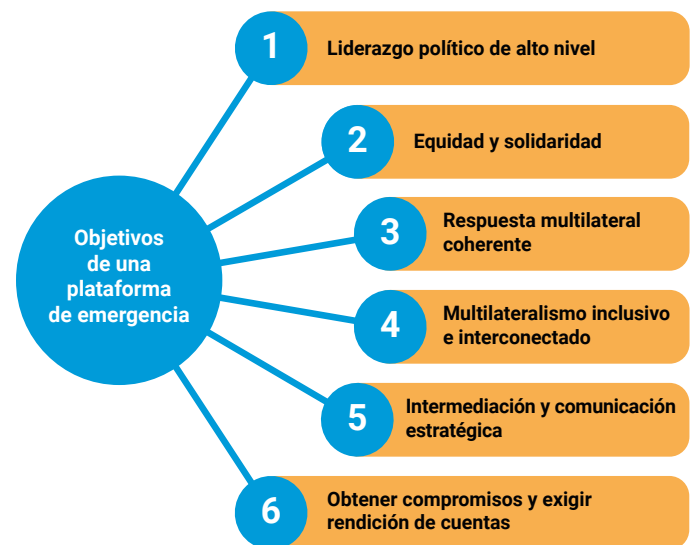 Objetivos
de una
plataforma
de emergencia
1
Liderazgo político de alto nivel
2
Equidad y solidaridad
3
Respuesta multilateral
coherente
4
Multilateralismo inclusivo
e interconectado
5
Intermediación y comunicación
estratégica
6
Obtener compromisos y exigir
rendición de cuentas